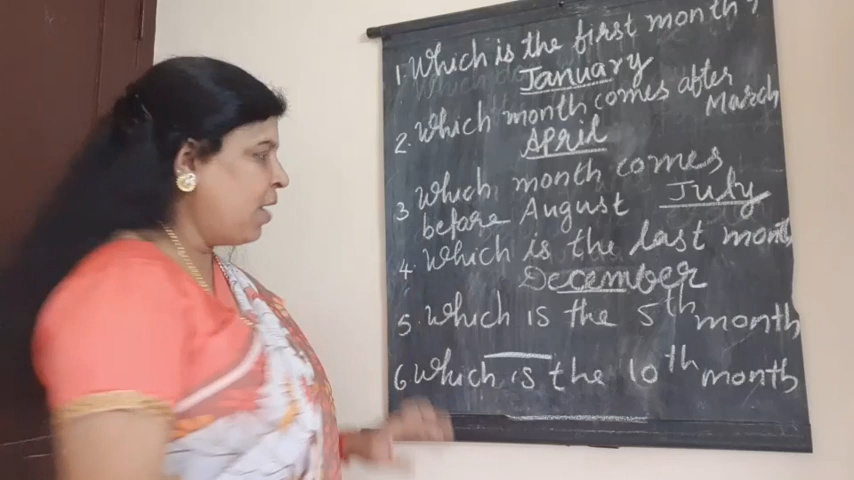 1. Which is the first month?
January
2. Which month comes after March
April
3. Which month comes
before August July
4. Which is the last month
December
5. Which is the 5th month
6 Which is the 10th month